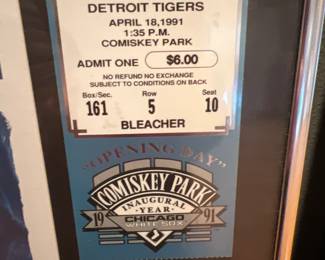 DETROIT TIGERS
APRIL 18, 1991
1:35 P.M.
COMISKEY PARK
ADMIT ONE $6.00
NO REFUND NO EXCHANGE
SUBJECT TO CONDITIONS ON BACK
Box/Sec. Row Seat
161 5 10
BLEACHER
"OPENING DAY"
COMISKEY PARK
INAUGURAL
19 YEAR 91
CHICAGO
WHITE SOX